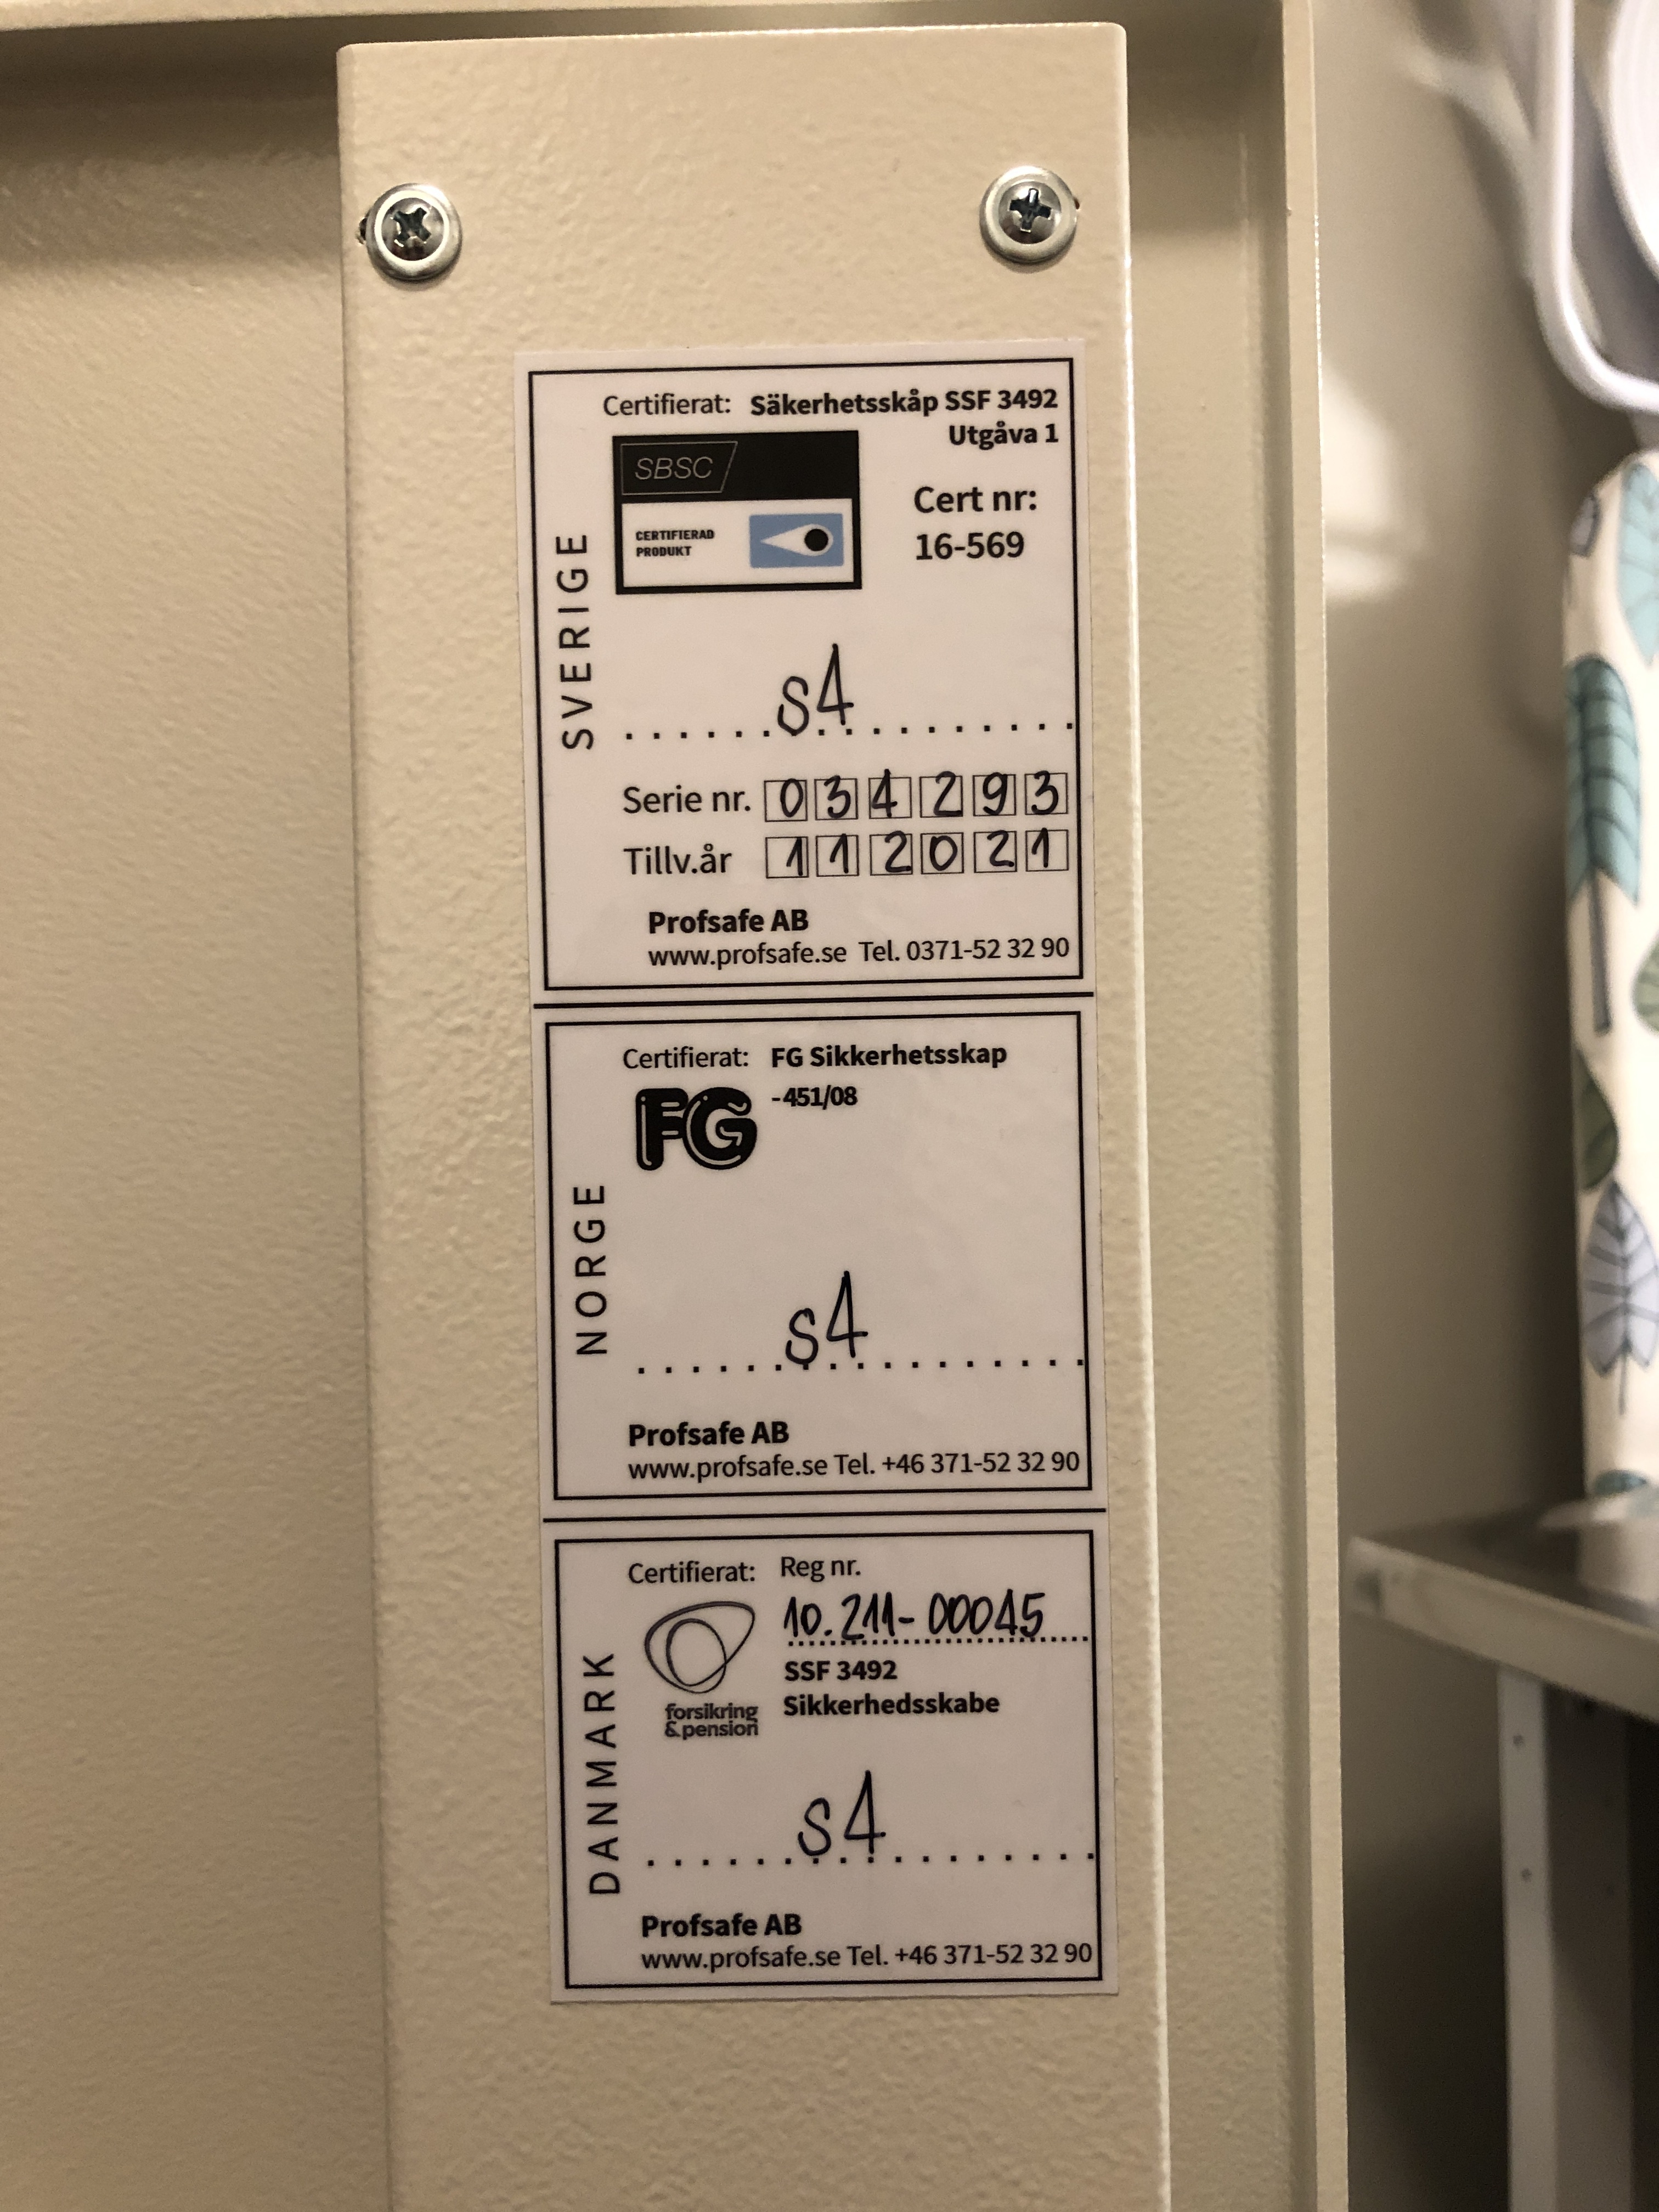 SVERIGE
Certifierat: Säkerhetsskåp SSF 3492
Utgåva 1
SBSC
CERTIFIERAD
PRODUKT
Cert nr:
16-569
S4
Serie nr. 034293
Tillv.år 112021
Profsafe AB
www.profsafe.se Tel. 0371-52 32 90
NORGE
Certifierat: FG Sikkerhetsskap
FG
-451/08
S4
Profsafe AB
www.profsafe.se Tel. +46 371-52 32 90
DANMARK
Certifierat: Reg nr.
10.211-00045
SSF 3492
Sikkerhedsskabe
forsikring
&pension
S4
Profsafe AB
www.profsafe.se Tel. +46 371-52 32 90